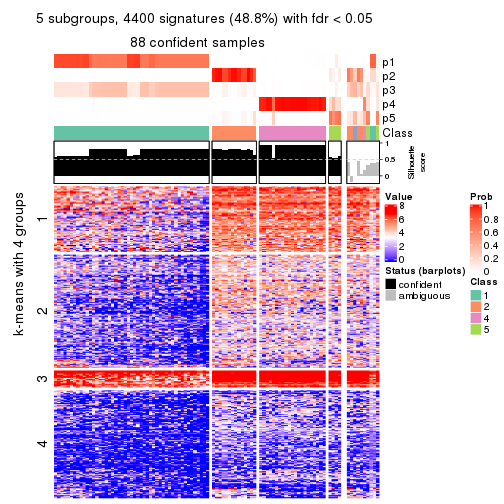 5 subgroups, 4400 signatures (48.8%) with fdr < 0.05
88 confident samples
p1
p2
p3
p4
p5
Class
1
0.5
0
Silhouette
score
k-means with 4 groups
1
2
3
4
Value
8
6
4
2
0
Status (barplots)
confident
ambiguous
Prob
1
0.8
0.6
0.4
0.2
0
Class
1
2
4
5